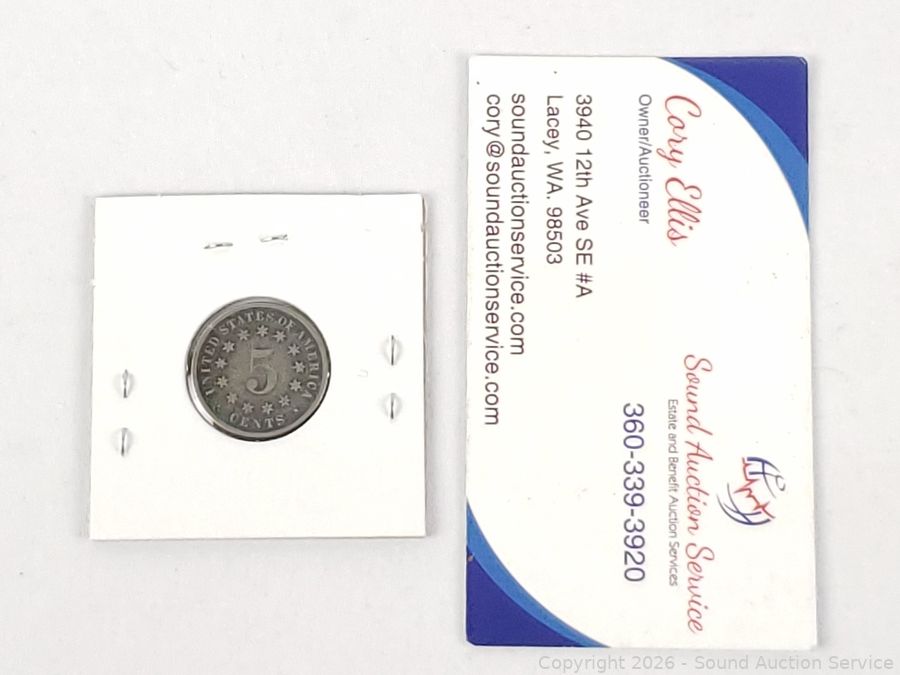 UNITED STATES OF AMERICA
5
CENTS
Cory Ellis
Owner/Auctioneer
3940 12th Ave SE #A
Lacey, WA. 98503
soundauctionservice.com
cory@soundauctionservice.com
Sound Auction Service
Estate and Benefit Auction Services
360-339-3920
Copyright 2026 - Sound Auction Service